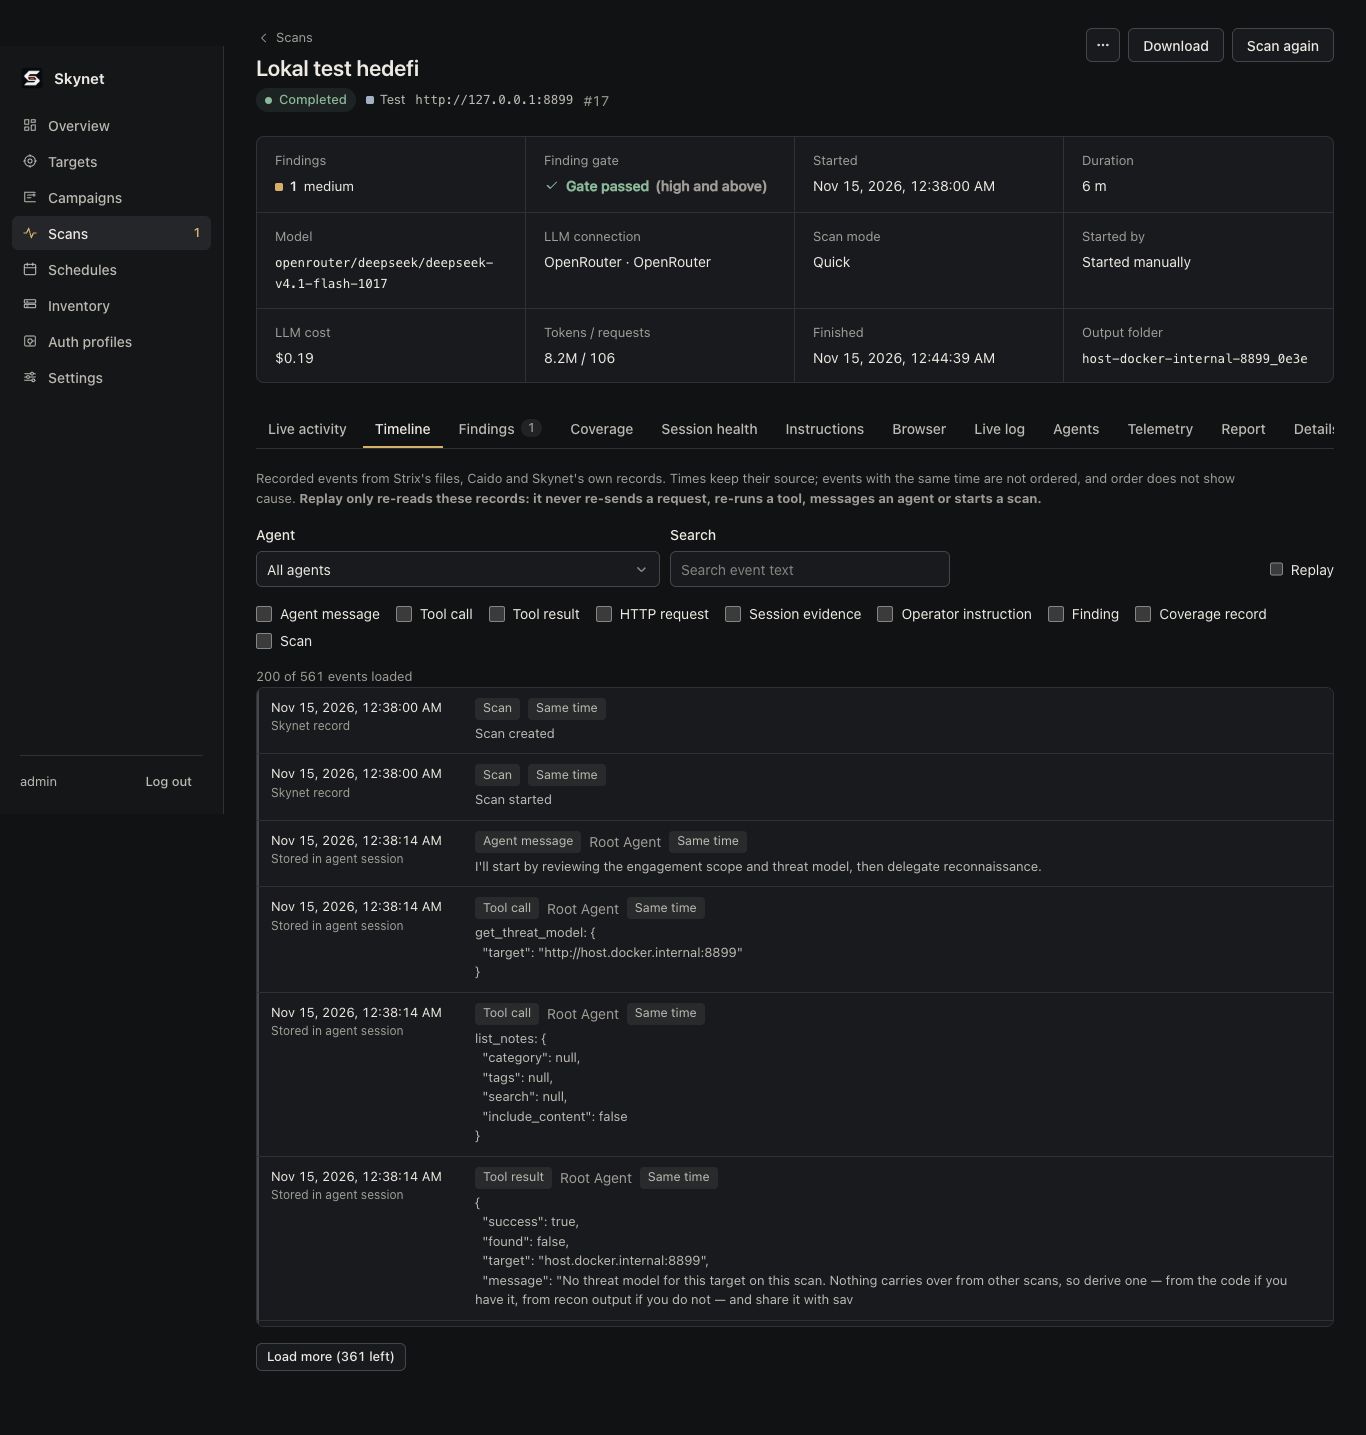 Scans
Lokal test hedefi
Completed Test http://127.0.0.1:8899 #17
... Download Scan again
Skynet
Overview
Targets
Campaigns
Scans 1
Schedules
Inventory
Auth profiles
Settings
admin Log out
Findings
1 medium
Finding gate
Gate passed (high and above)
Started
Nov 15, 2026, 12:38:00 AM
Duration
6 m
Model
openrouter/deepseek/deepseek-
v4.1-flash-1017
LLM connection
OpenRouter · OpenRouter
Scan mode
Quick
Started by
Started manually
LLM cost
$0.19
Tokens / requests
8.2M / 106
Finished
Nov 15, 2026, 12:44:39 AM
Output folder
host-docker-internal-8899_0e3e
Live activity Timeline Findings 1 Coverage Session health Instructions Browser Live log Agents Telemetry Report Details
Recorded events from Strix's files, Caido and Skynet's own records. Times keep their source; events with the same time are not ordered, and order does not show
cause. Replay only re-reads these records: it never re-sends a request, re-runs a tool, messages an agent or starts a scan.
Agent
All agents
Search
Search event text
Replay
Agent message Tool call Tool result HTTP request Session evidence Operator instruction Finding Coverage record
Scan
200 of 561 events loaded
Nov 15, 2026, 12:38:00 AM
Skynet record
Scan Same time
Scan created
Nov 15, 2026, 12:38:00 AM
Skynet record
Scan Same time
Scan started
Nov 15, 2026, 12:38:14 AM
Stored in agent session
Agent message Root Agent Same time
I'll start by reviewing the engagement scope and threat model, then delegate reconnaissance.
Nov 15, 2026, 12:38:14 AM
Stored in agent session
Tool call Root Agent Same time
get_threat_model: {
"target": "http://host.docker.internal:8899"
}
Nov 15, 2026, 12:38:14 AM
Stored in agent session
Tool call Root Agent Same time
list_notes: {
"category": null,
"tags": null,
"search": null,
"include_content": false
}
Nov 15, 2026, 12:38:14 AM
Stored in agent session
Tool result Root Agent Same time
{
"success": true,
"found": false,
"target": "host.docker.internal:8899",
"message": "No threat model for this target on this scan. Nothing carries over from other scans, so derive one — from the code if you
have it, from recon output if you do not — and share it with sav
Load more (361 left)